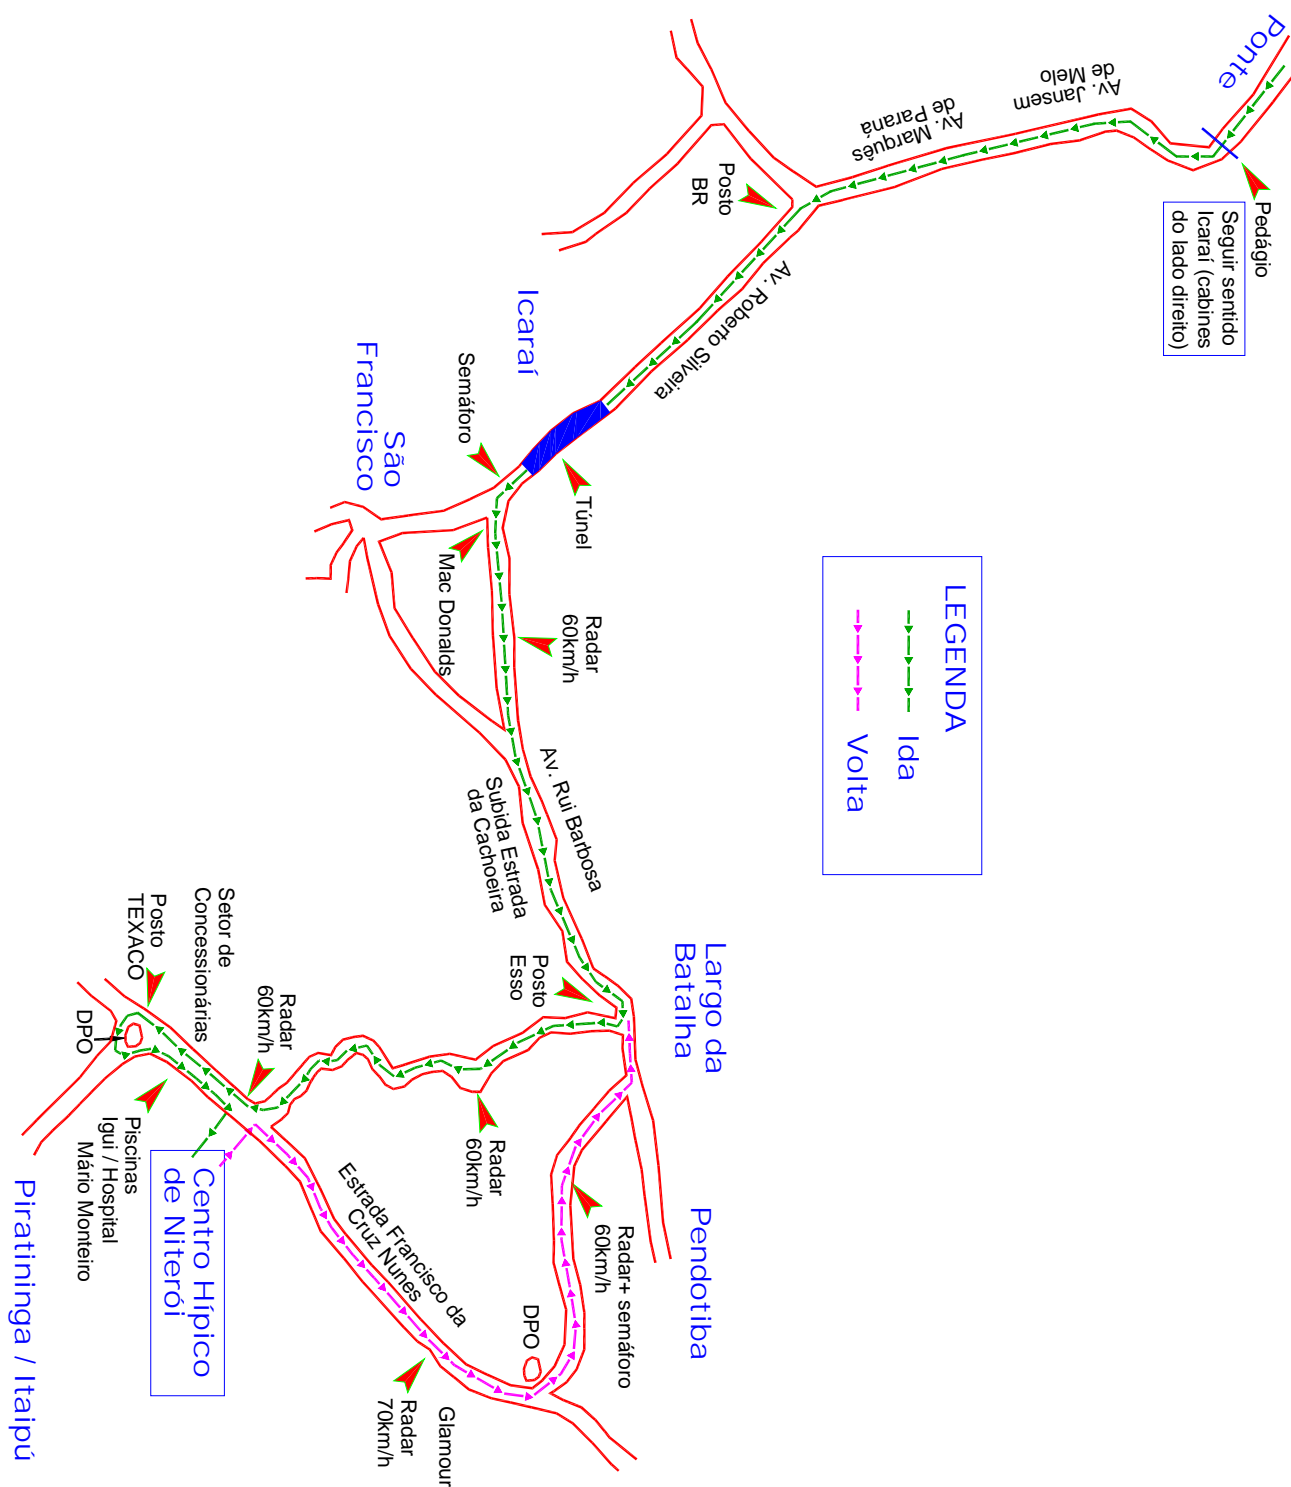 Ponte
Pedágio
Seguir sentido
Icaraí (cabines
do lado direito)
Av. Jansem
de Melo
Av. Marquês
de Paraná
Posto
BR
Av. Roberto Silveira
Icaraí
Túnel
Semáforo
São
Francisco
Mac Donalds
Radar
60km/h
LEGENDA
Ida
Volta
Av. Rui Barbosa
Subida Estrada
da Cachoeira
Largo da
Batalha
Posto
Esso
Radar
60km/h
Radar
60km/h
Setor de
Concessionárias
Posto
TEXACO
DPO
Piscinas
Igui / Hospital
Mário Monteiro
Centro Hípico
de Niterói
Piratininga / Itaipú
Estrada Francisco da
Cruz Nunes
Radar+ semáforo
60km/h
Pendotiba
DPO
Glamour
Radar
70km/h